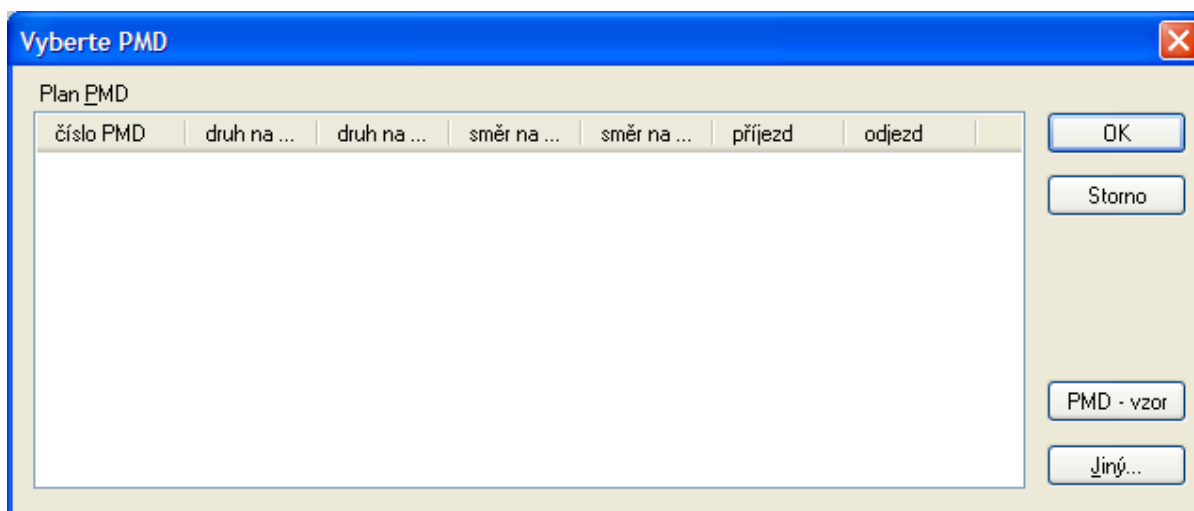 Vyberte PMD
Plan PMD
číslo PMD druh na ... druh na ... směr na ... směr na ... příjezd odjezd
OK
Storno
PMD - vzor
Jiný...